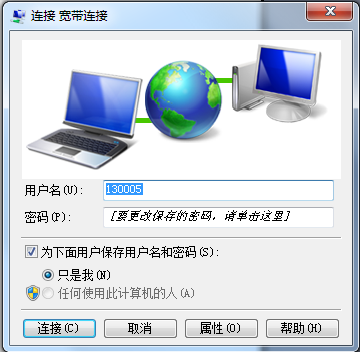 连接 宽带连接
用户名(U): 130005
密码(P): [要更改保存的密码，请单击这里]
为下面用户保存用户名和密码(S):
只是我(N)
任何使用此计算机的人(A)
连接(C) 取消 属性(O) 帮助(H)